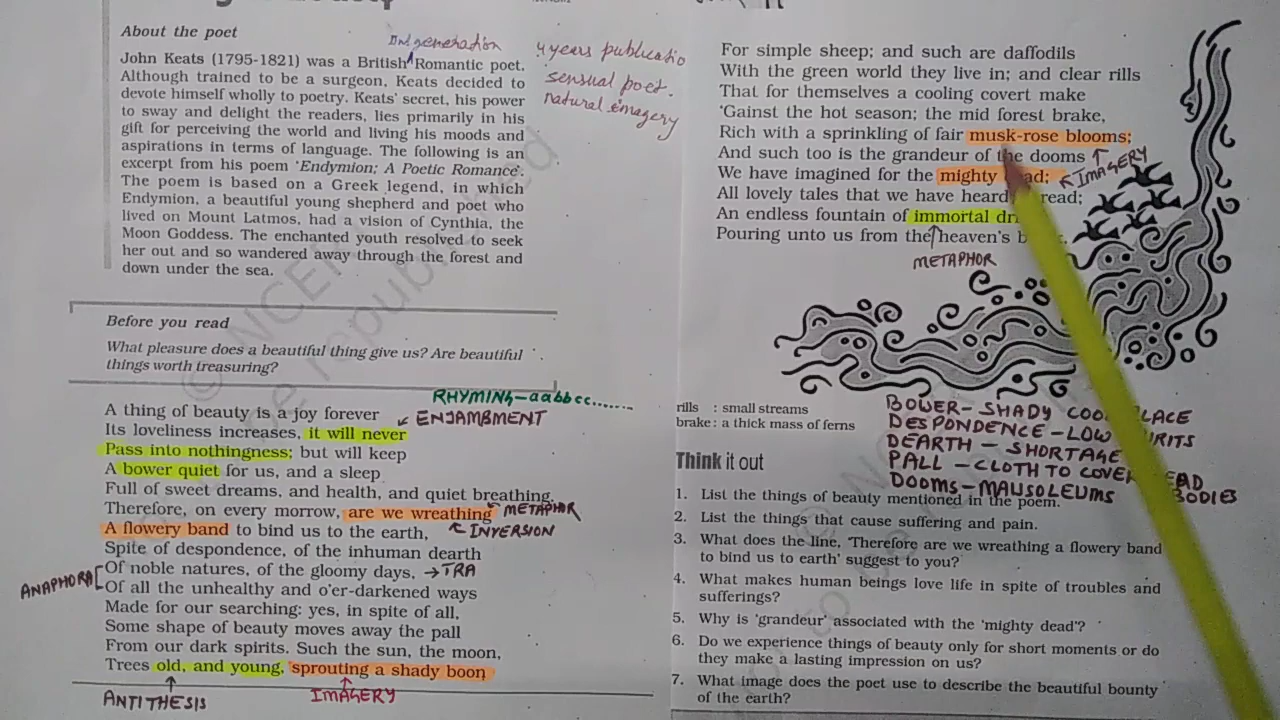 About the poet
2nd generation
John Keats (1795-1821) was a British Romantic poet.
Although trained to be a surgeon, Keats decided to
devote himself wholly to poetry. Keats' secret, his power
to sway and delight the readers, lies primarily in his
gift for perceiving the world and living his moods and
aspirations in terms of language. The following is an
excerpt from his poem 'Endymion; A Poetic Romance'.
The poem is based on a Greek legend, in which
Endymion, a beautiful young shepherd and poet who
lived on Mount Latmos, had a vision of Cynthia, the
Moon Goddess. The enchanted youth resolved to seek
her out and so wandered away through the forest and
down under the sea.
4 years publicatio
sensual poet.
natural imagery
Before you read
What pleasure does a beautiful thing give us? Are beautiful
things worth treasuring?
RHYMING-aabbcc.......
A thing of beauty is a joy forever
ENJAMBMENT
Its loveliness increases, it will never
Pass into nothingness; but will keep
A bower quiet for us, and a sleep
Full of sweet dreams, and health, and quiet breathing.
Therefore, on every morrow, are we wreathing METAPHOR
A flowery band to bind us to the earth, INVERSION
Spite of despondence, of the inhuman dearth
ANAPHORA Of noble natures, of the gloomy days, →TRA
Of all the unhealthy and o'er-darkened ways
Made for our searching: yes, in spite of all,
Some shape of beauty moves away the pall
From our dark spirits. Such the sun, the moon,
Trees old, and young, sprouting a shady boon
ANTITHESIS IMAGERY
For simple sheep; and such are daffodils
With the green world they live in; and clear rills
That for themselves a cooling covert make
'Gainst the hot season; the mid forest brake,
Rich with a sprinkling of fair musk-rose blooms;
And such too is the grandeur of the dooms
We have imagined for the mighty dead; IMAGERY
All lovely tales that we have heard read;
An endless fountain of immortal
Pouring unto us from the heaven's
METAPHOR
rills : small streams
brake : a thick mass of ferns
BOWER- SHADY COOL PLACE
DESPONDENCE-LOW
DEARTH - SHORTAGE
PALL -CLOTH TO COVER DEAD
DOOMS-MAUSOLEUMS BODIES
Think it out
1. List the things of beauty mentioned in the poem.
2. List the things that cause suffering and pain.
3. What does the line, 'Therefore are we wreathing a flowery band
to bind us to earth' suggest to you?
4. What makes human beings love life in spite of troubles and
sufferings?
5. Why is 'grandeur' associated with the 'mighty dead'?
6. Do we experience things of beauty only for short moments or do
they make a lasting impression on us?
7. What image does the poet use to describe the beautiful bounty
of the earth?